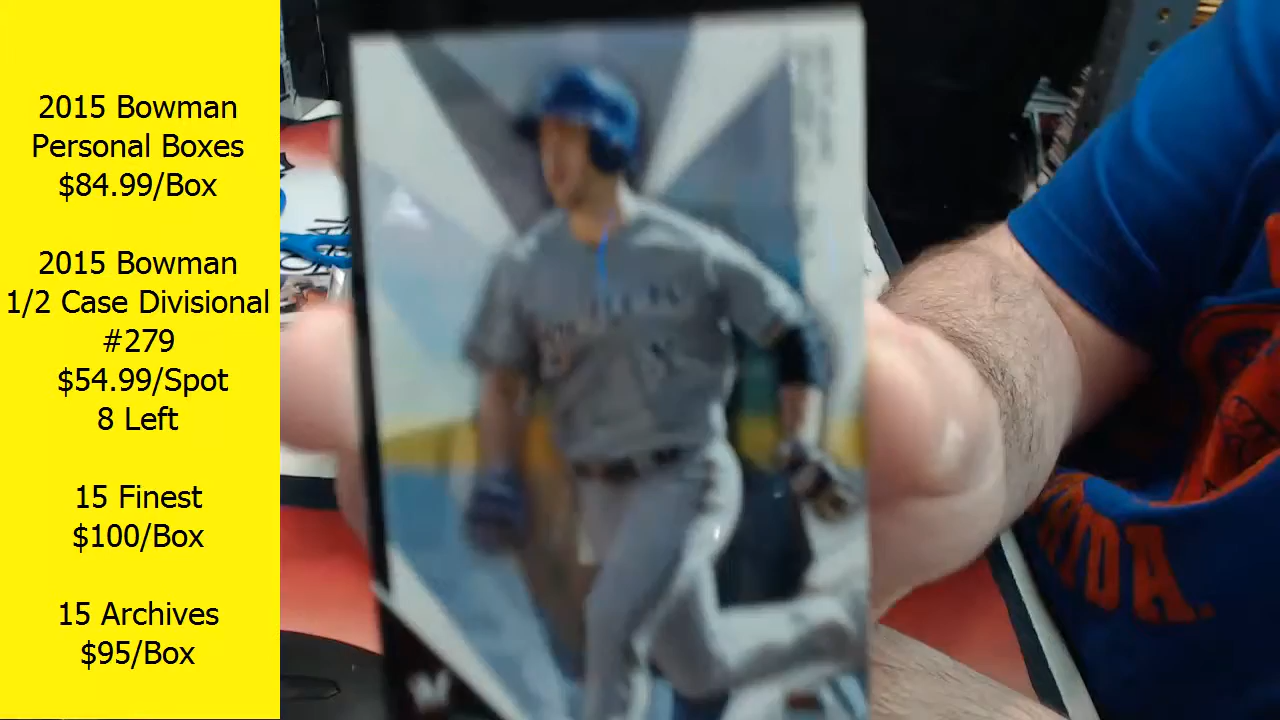 2015 Bowman
Personal Boxes
$84.99/Box
2015 Bowman
1/2 Case Divisional
#279
$54.99/Spot
8 Left
15 Finest
$100/Box
15 Archives
$95/Box